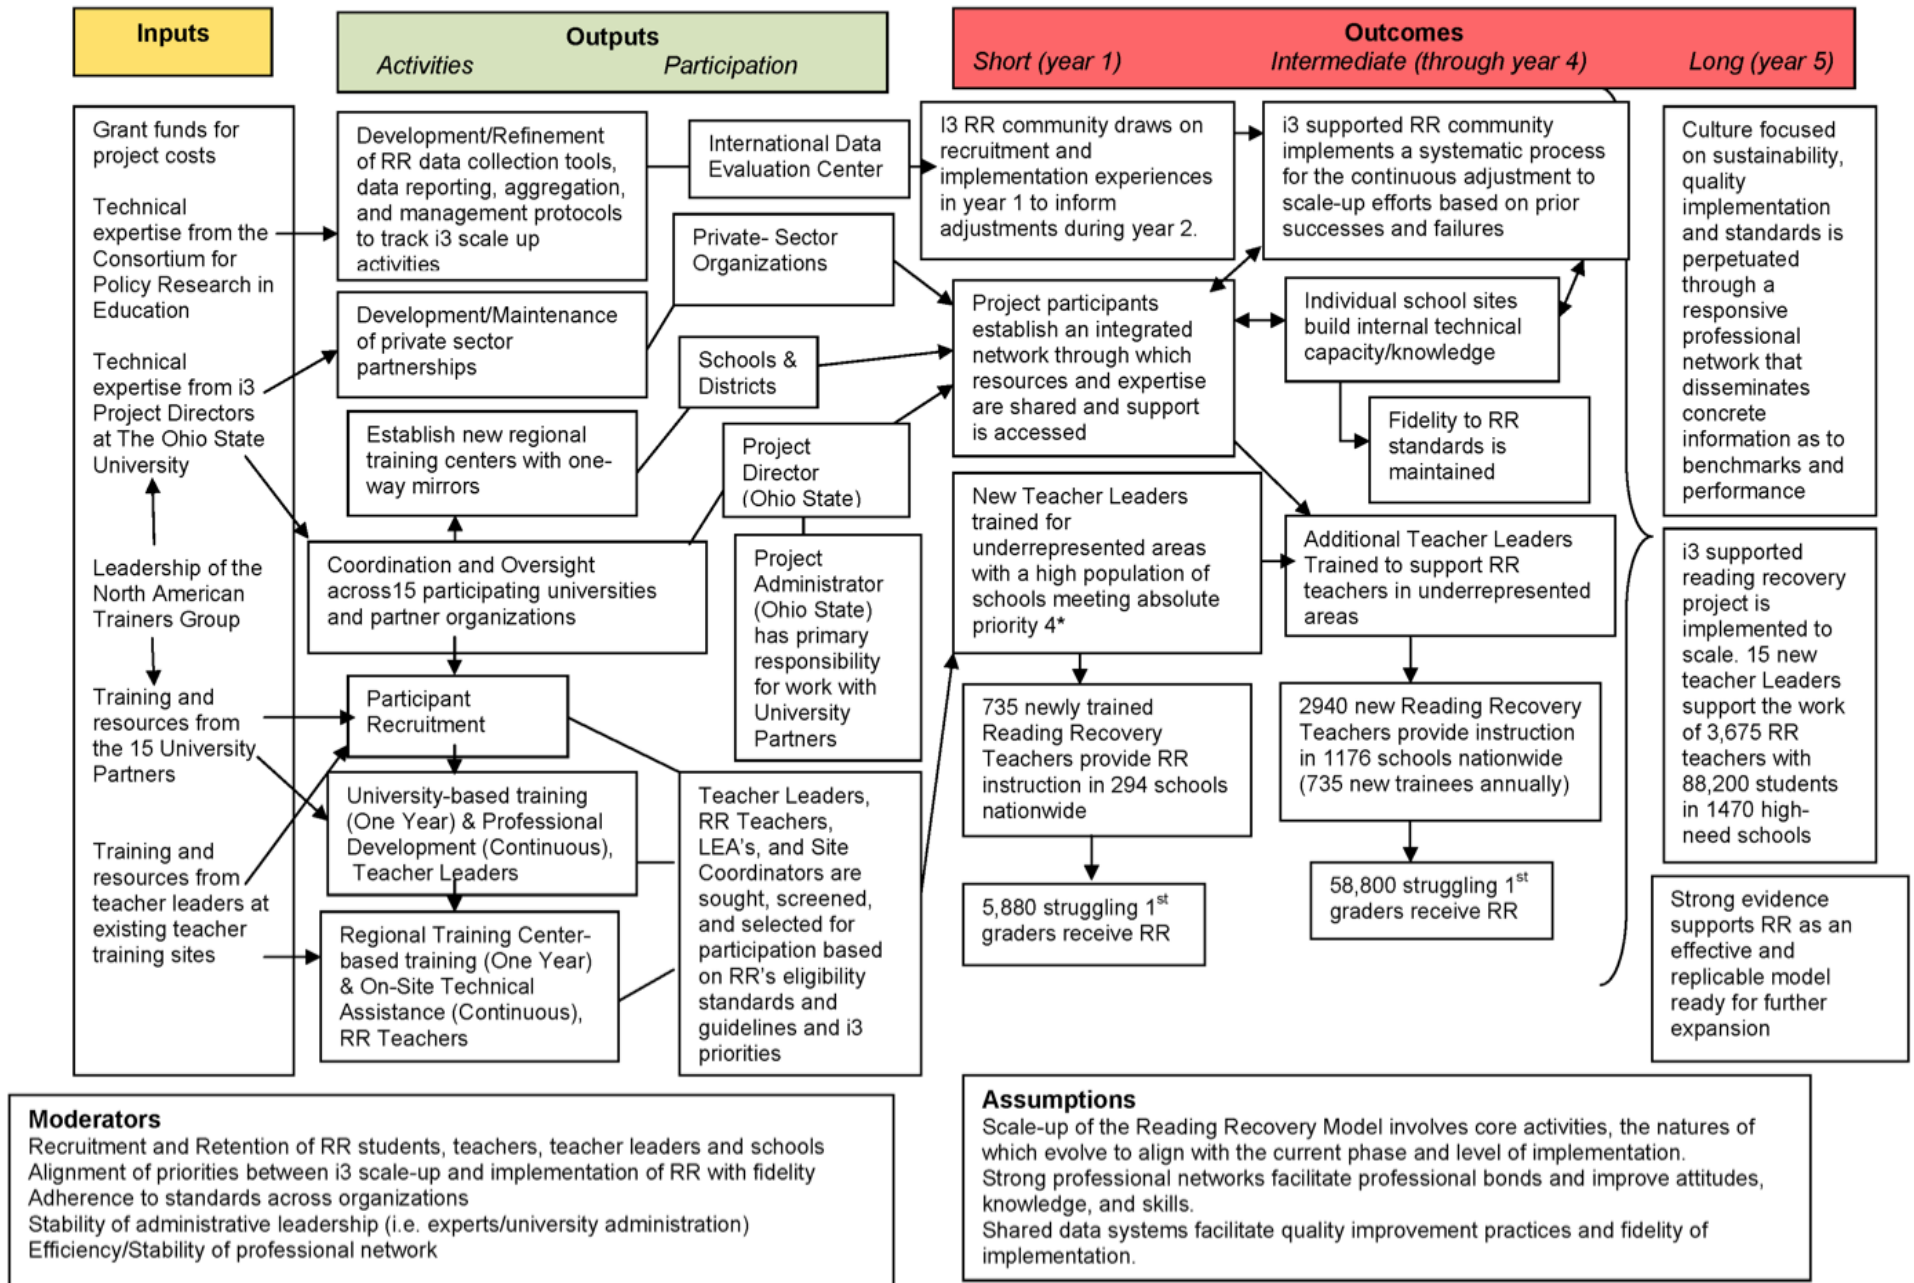 Inputs
Outputs
Activities
Participation
Outcomes
Short (year 1)
Intermediate (through year 4)
Long (year 5)
Grant funds for
project costs
Technical
expertise from the
Consortium for
Policy Research in
Education
Technical
expertise from i3
Project Directors
at The Ohio State
University
Leadership of the
North American
Trainers Group
Training and
resources from
the 15 University
Partners
Training and
resources from
teacher leaders at
existing teacher
training sites
Development/Refinement
of RR data collection tools,
data reporting, aggregation,
and management protocols
to track i3 scale up
activities
Development/Maintenance
of private sector
partnerships
Establish new regional
training centers with one-
way mirrors
Coordination and Oversight
across15 participating universities
and partner organizations
Participant
Recruitment
University-based training
(One Year) & Professional
Development (Continuous),
Teacher Leaders
Regional Training Center-
based training (One Year)
& On-Site Technical
Assistance (Continuous),
RR Teachers
International Data
Evaluation Center
Private- Sector
Organizations
Schools &
Districts
Project
Director
(Ohio State)
Project
Administrator
(Ohio State)
has primary
responsibility
for work with
University
Partners
Teacher Leaders,
RR Teachers,
LEA's, and Site
Coordinators are
sought, screened,
and selected for
participation based
on RR's eligibility
standards and
guidelines and i3
priorities
I3 RR community draws on
recruitment and
implementation experiences
in year 1 to inform
adjustments during year 2.
Project participants
establish an integrated
network through which
resources and expertise
are shared and support
is accessed
New Teacher Leaders
trained for
underrepresented areas
with a high population of
schools meeting absolute
priority 4*
735 newly trained
Reading Recovery
Teachers provide RR
instruction in 294 schools
nationwide
5,880 struggling 1st
graders receive RR
i3 supported RR community
implements a systematic process
for the continuous adjustment to
scale-up efforts based on prior
successes and failures
Individual school sites
build internal technical
capacity/knowledge
Fidelity to RR
standards is
maintained
Additional Teacher Leaders
Trained to support RR
teachers in underrepresented
areas
2940 new Reading Recovery
Teachers provide instruction
in 1176 schools nationwide
(735 new trainees annually)
58,800 struggling 1st
graders receive RR
Culture focused
on sustainability,
quality
implementation
and standards is
perpetuated
through a
responsive
professional
network that
disseminates
concrete
information as to
benchmarks and
performance
i3 supported
reading recovery
project is
implemented to
scale. 15 new
teacher Leaders
support the work
of 3,675 RR
teachers with
88,200 students
in 1470 high-
need schools
Strong evidence
supports RR as an
effective and
replicable model
ready for further
expansion
Moderators
Recruitment and Retention of RR students, teachers, teacher leaders and schools
Alignment of priorities between i3 scale-up and implementation of RR with fidelity
Adherence to standards across organizations
Stability of administrative leadership (i.e. experts/university administration)
Efficiency/Stability of professional network
Assumptions
Scale-up of the Reading Recovery Model involves core activities, the natures of
which evolve to align with the current phase and level of implementation.
Strong professional networks facilitate professional bonds and improve attitudes,
knowledge, and skills.
Shared data systems facilitate quality improvement practices and fidelity of
implementation.